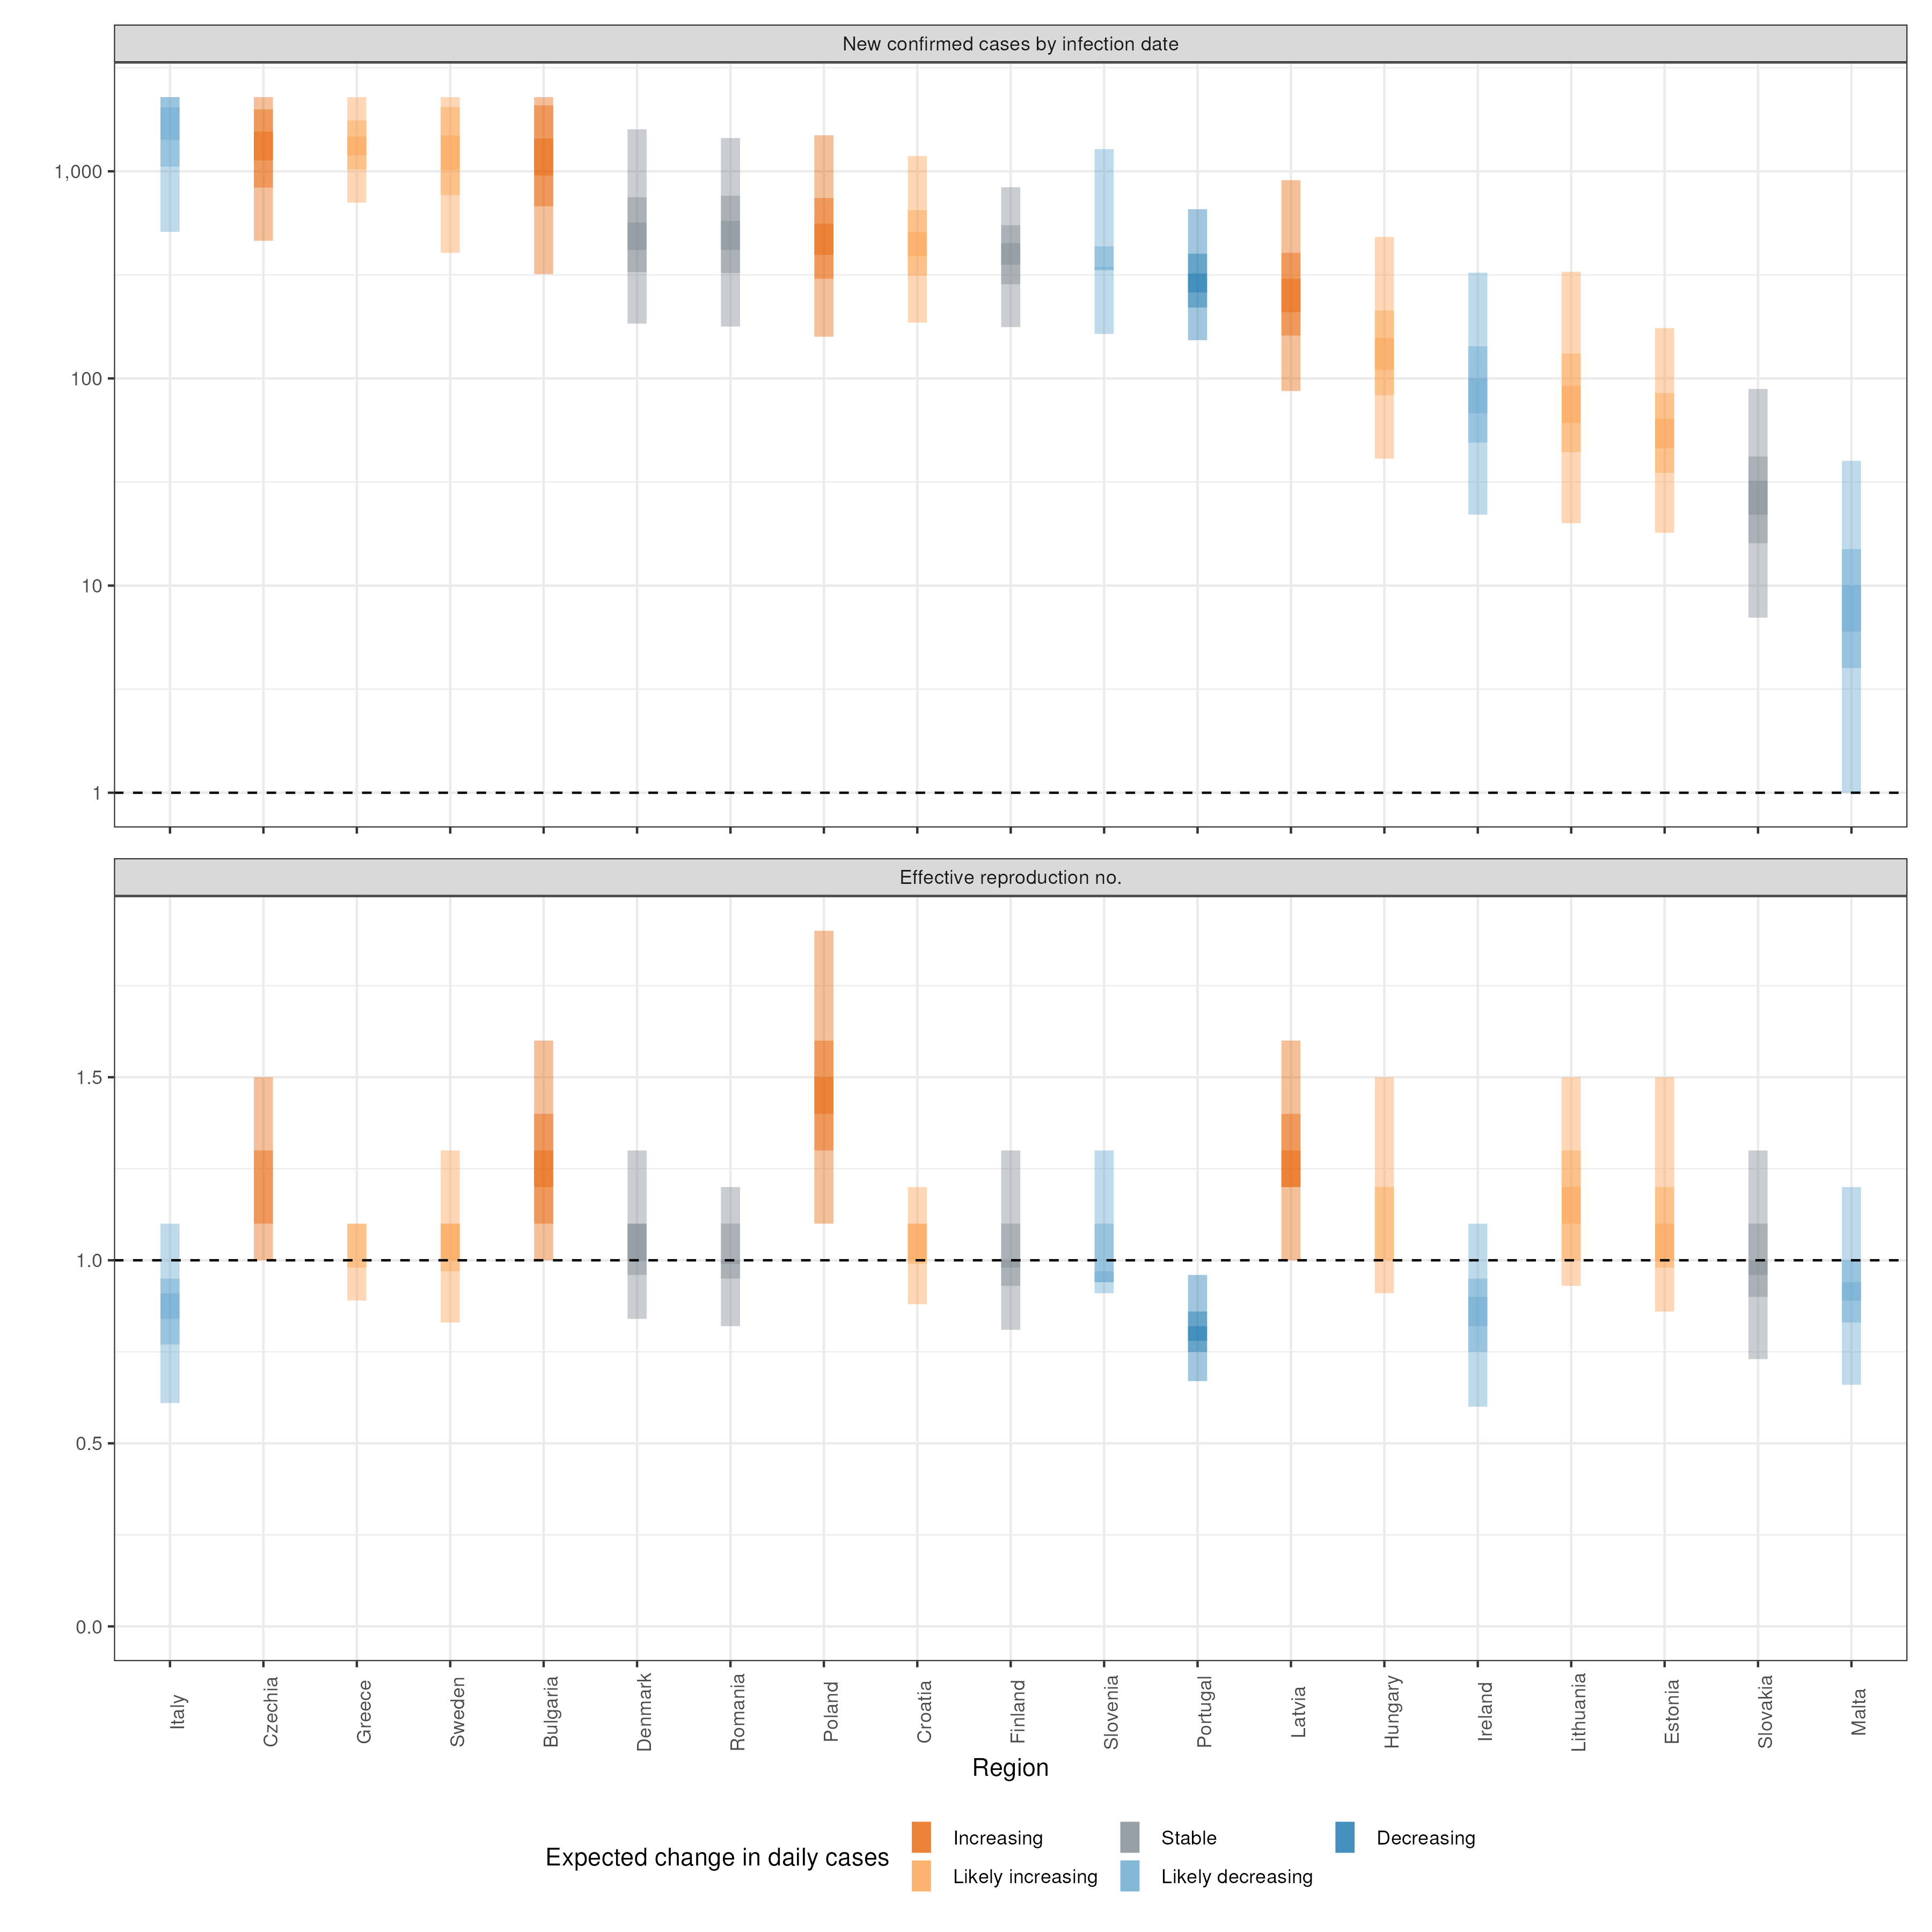 New confirmed cases by infection date
1,000
100
10
1
Effective reproduction no.
1.5
1.0
0.5
0.0
Italy
Czechia
Greece
Sweden
Bulgaria
Denmark
Romania
Poland
Croatia
Finland
Slovenia
Portugal
Latvia
Hungary
Ireland
Lithuania
Estonia
Slovakia
Malta
Region
Expected change in daily cases
Increasing
Likely increasing
Stable
Likely decreasing
Decreasing